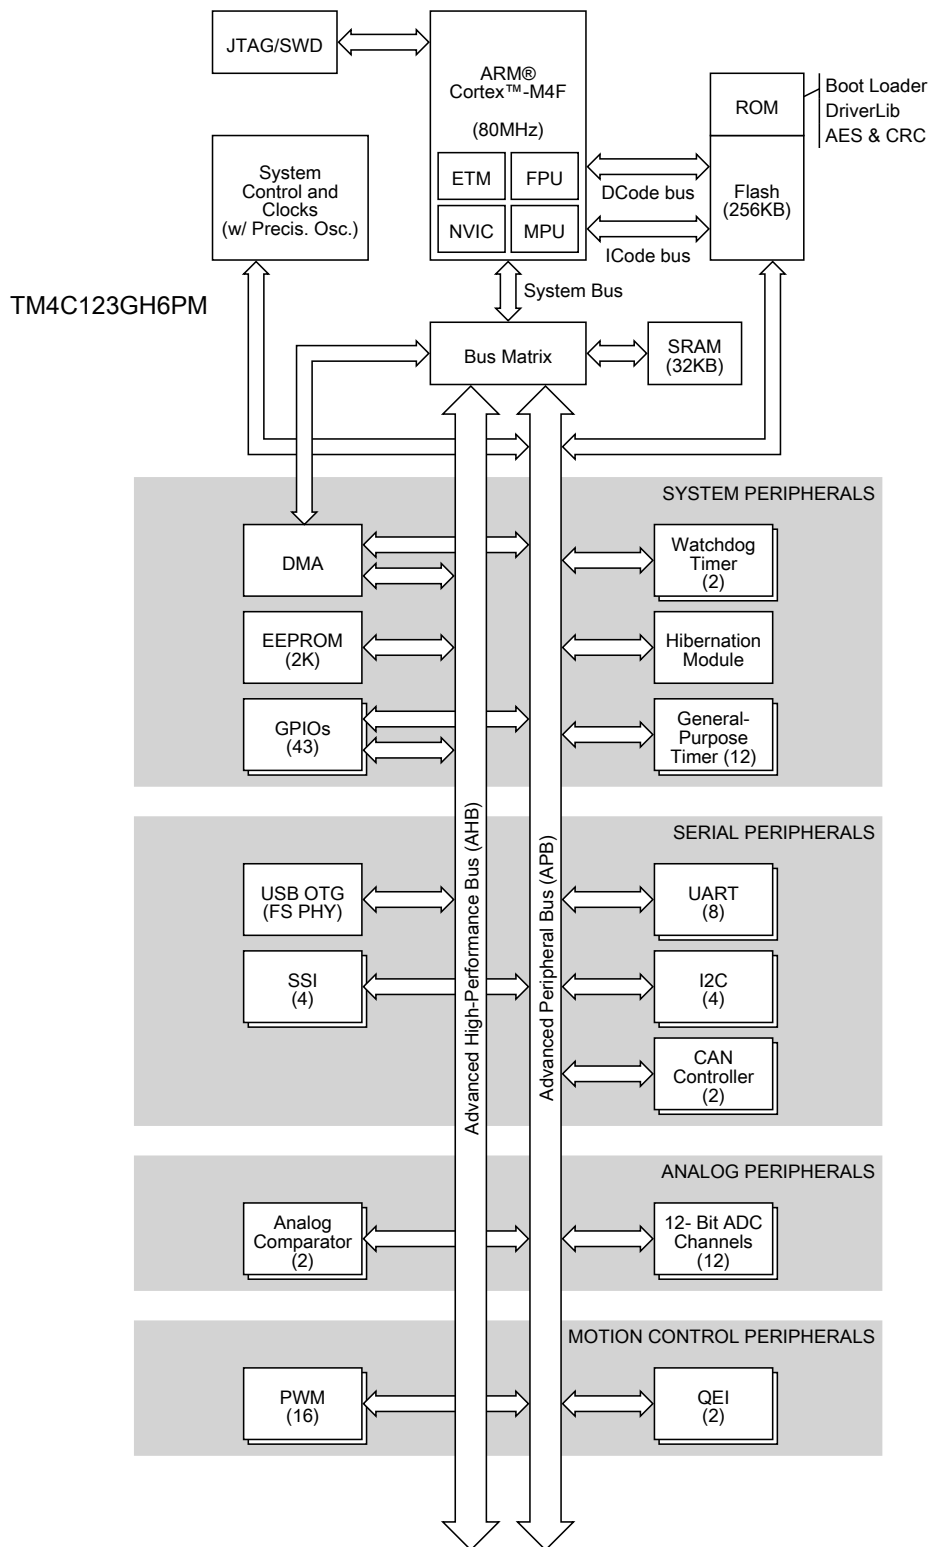 JTAG/SWD
ARM®
Cortex™-M4F
(80MHz)
ETM
FPU
NVIC
MPU
ROM
Boot Loader
DriverLib
AES & CRC
Flash
(256KB)
DCode bus
ICode bus
System
Control and
Clocks
(w/ Precis. Osc.)
TM4C123GH6PM
System Bus
Bus Matrix
SRAM
(32KB)
SYSTEM PERIPHERALS
DMA
Watchdog
Timer
(2)
EEPROM
(2K)
Hibernation
Module
GPIOs
(43)
General-
Purpose
Timer (12)
Advanced High-Performance Bus (AHB)
Advanced Peripheral Bus (APB)
SERIAL PERIPHERALS
USB OTG
(FS PHY)
UART
(8)
SSI
(4)
I2C
(4)
CAN
Controller
(2)
ANALOG PERIPHERALS
Analog
Comparator
(2)
12- Bit ADC
Channels
(12)
MOTION CONTROL PERIPHERALS
PWM
(16)
QEI
(2)